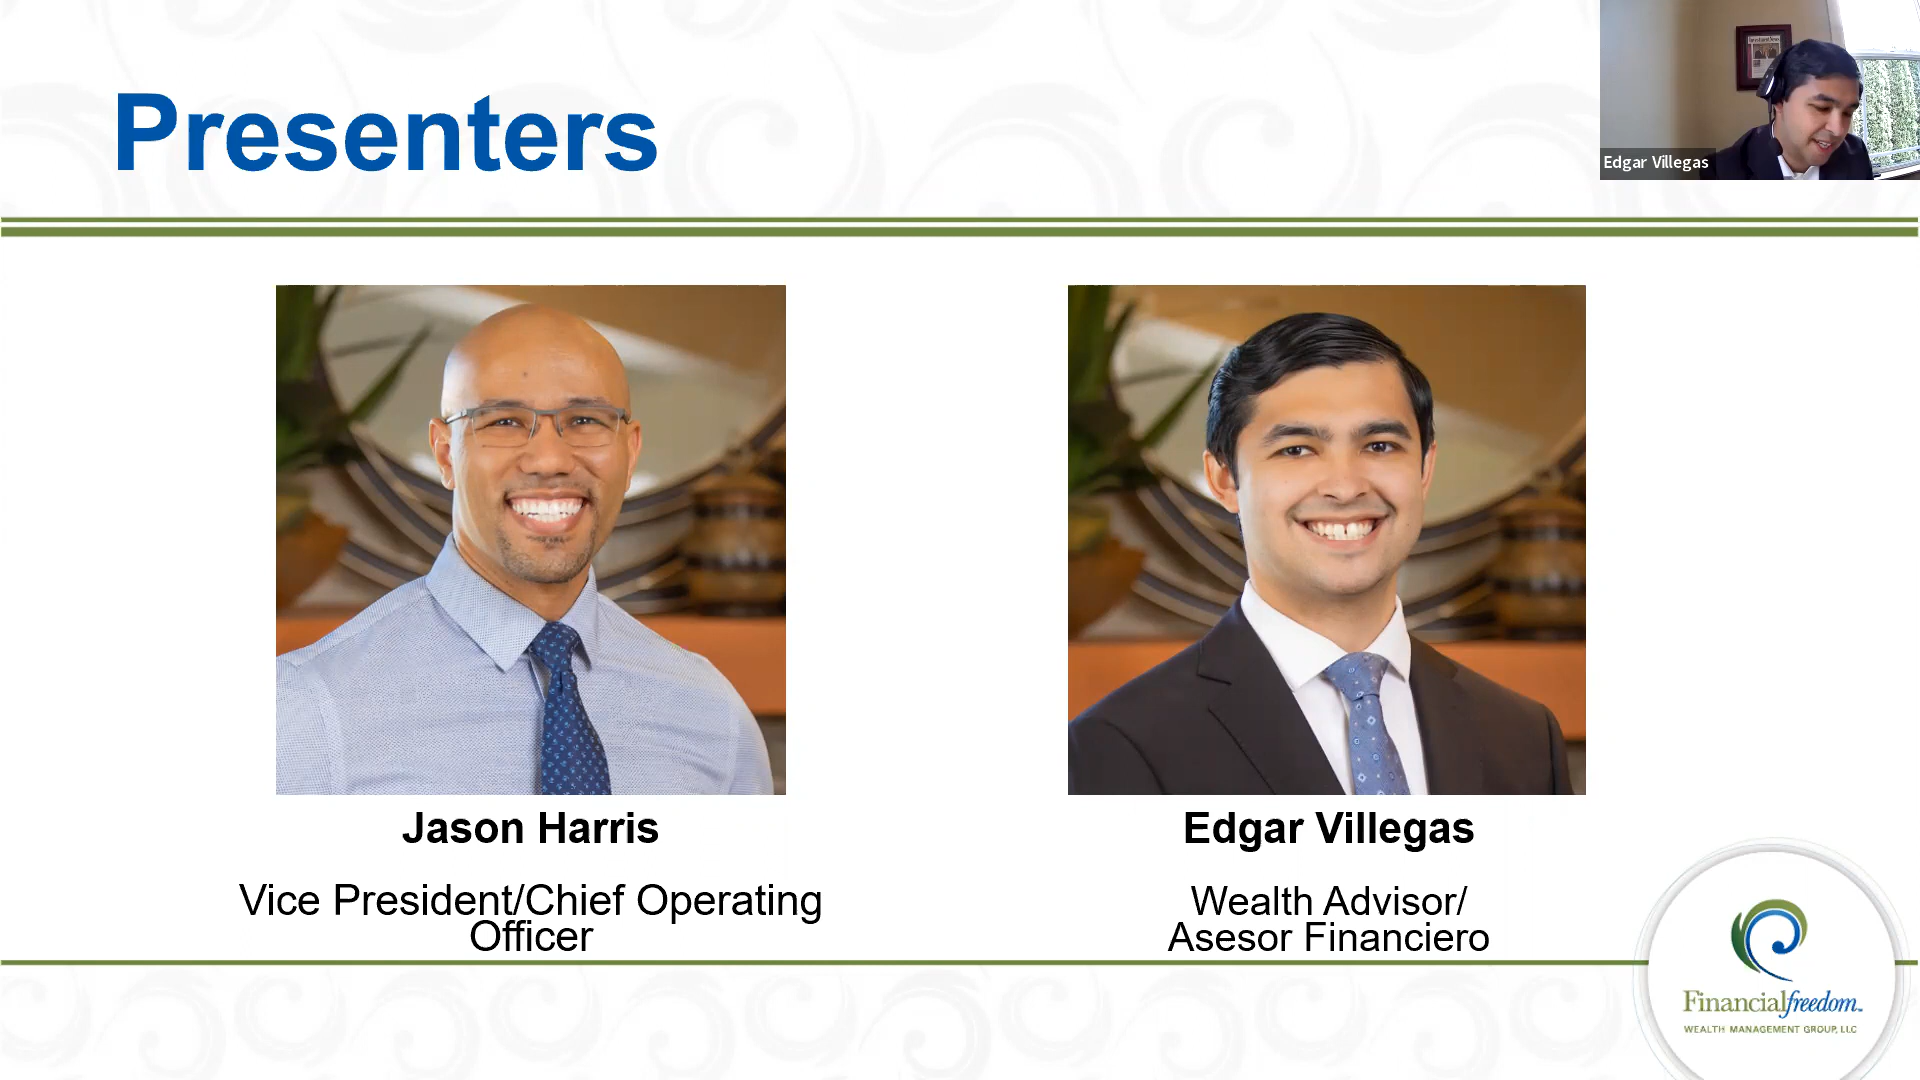 Presenters
Edgar Villegas
Jason Harris
Vice President/Chief Operating
Officer
Edgar Villegas
Wealth Advisor/
Asesor Financiero
Financialfreedom
WEALTH MANAGEMENT GROUP, LLC